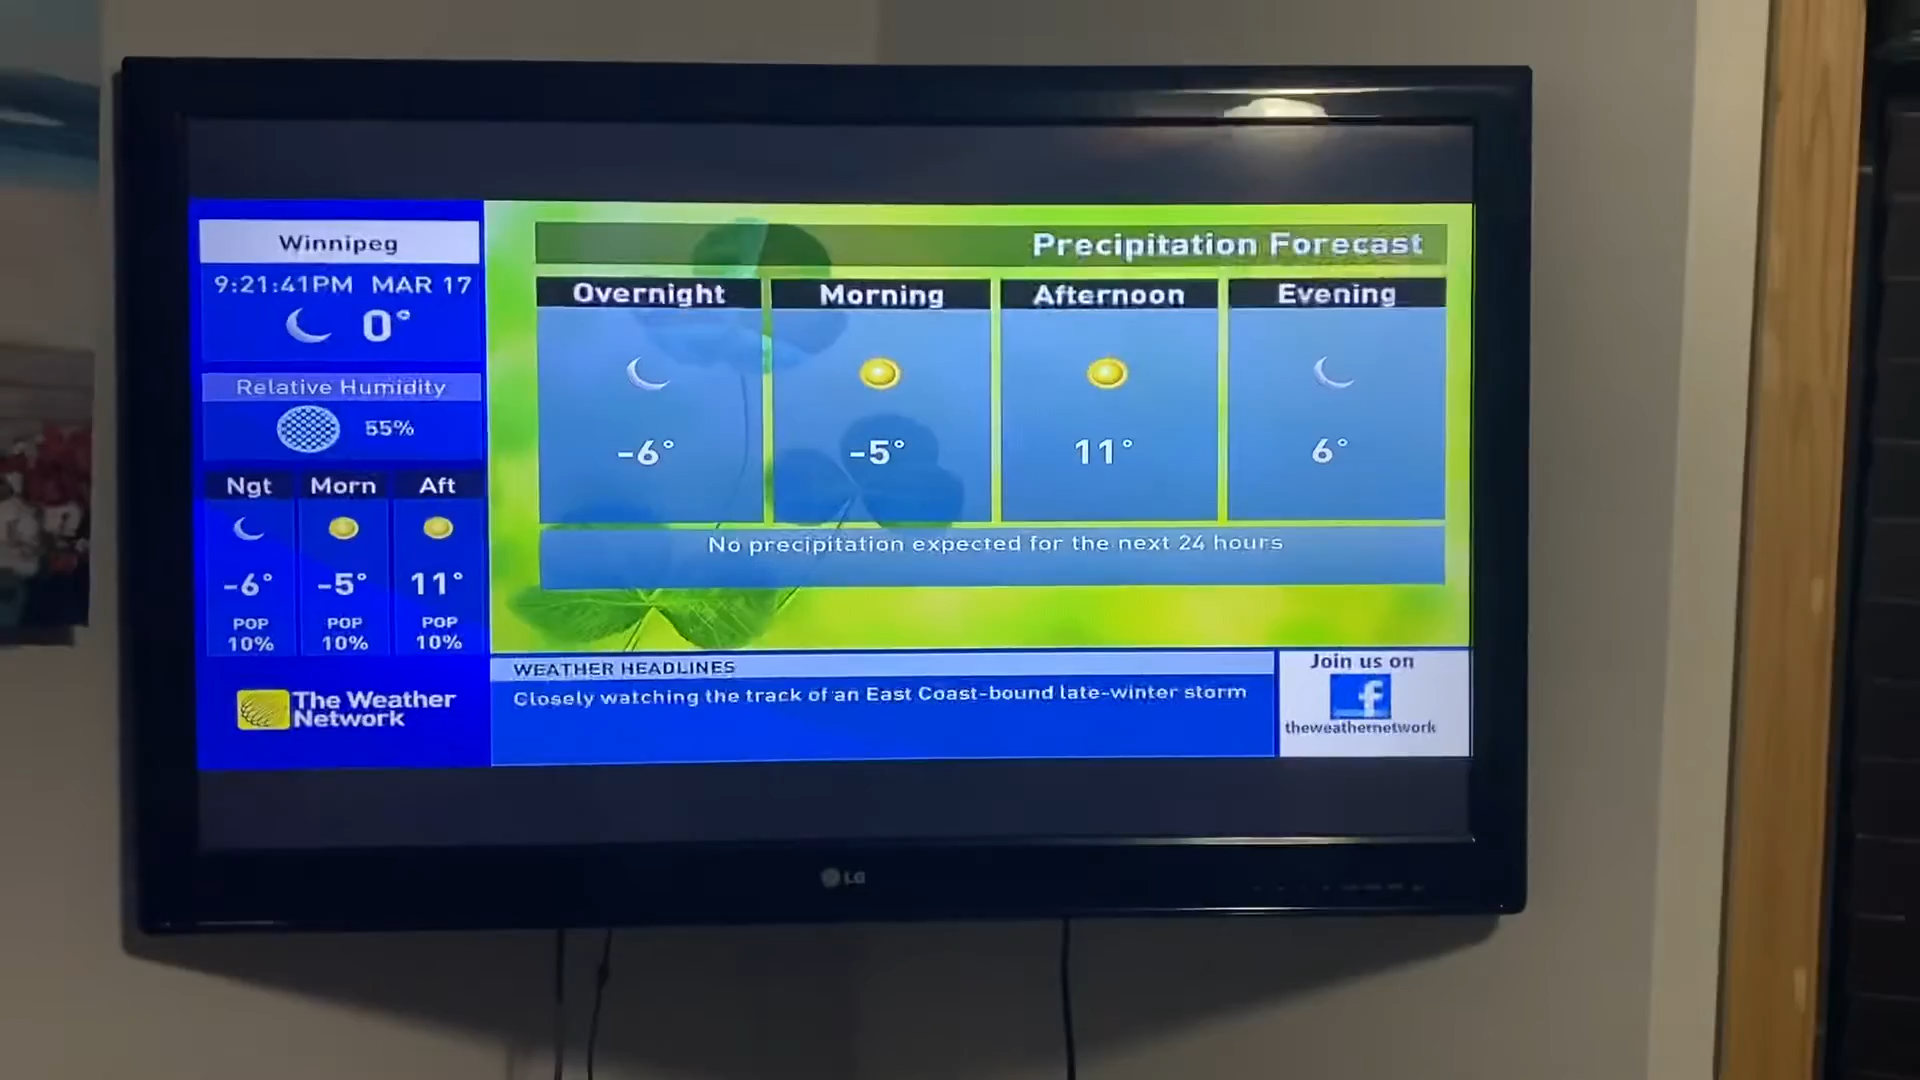 Winnipeg
9:21:41PM MAR 17
0°
Relative Humidity
55%
Ngt Morn Aft
-6° -5° 11°
POP POP POP
10% 10% 10%
The Weather
Network
Precipitation Forecast
Overnight Morning Afternoon Evening
-6° -5° 11° 6°
No precipitation expected for the next 24 hours
WEATHER HEADLINES
Closely watching the track of an East Coast-bound late-winter storm
Join us on
f
theweathernetwork
LG